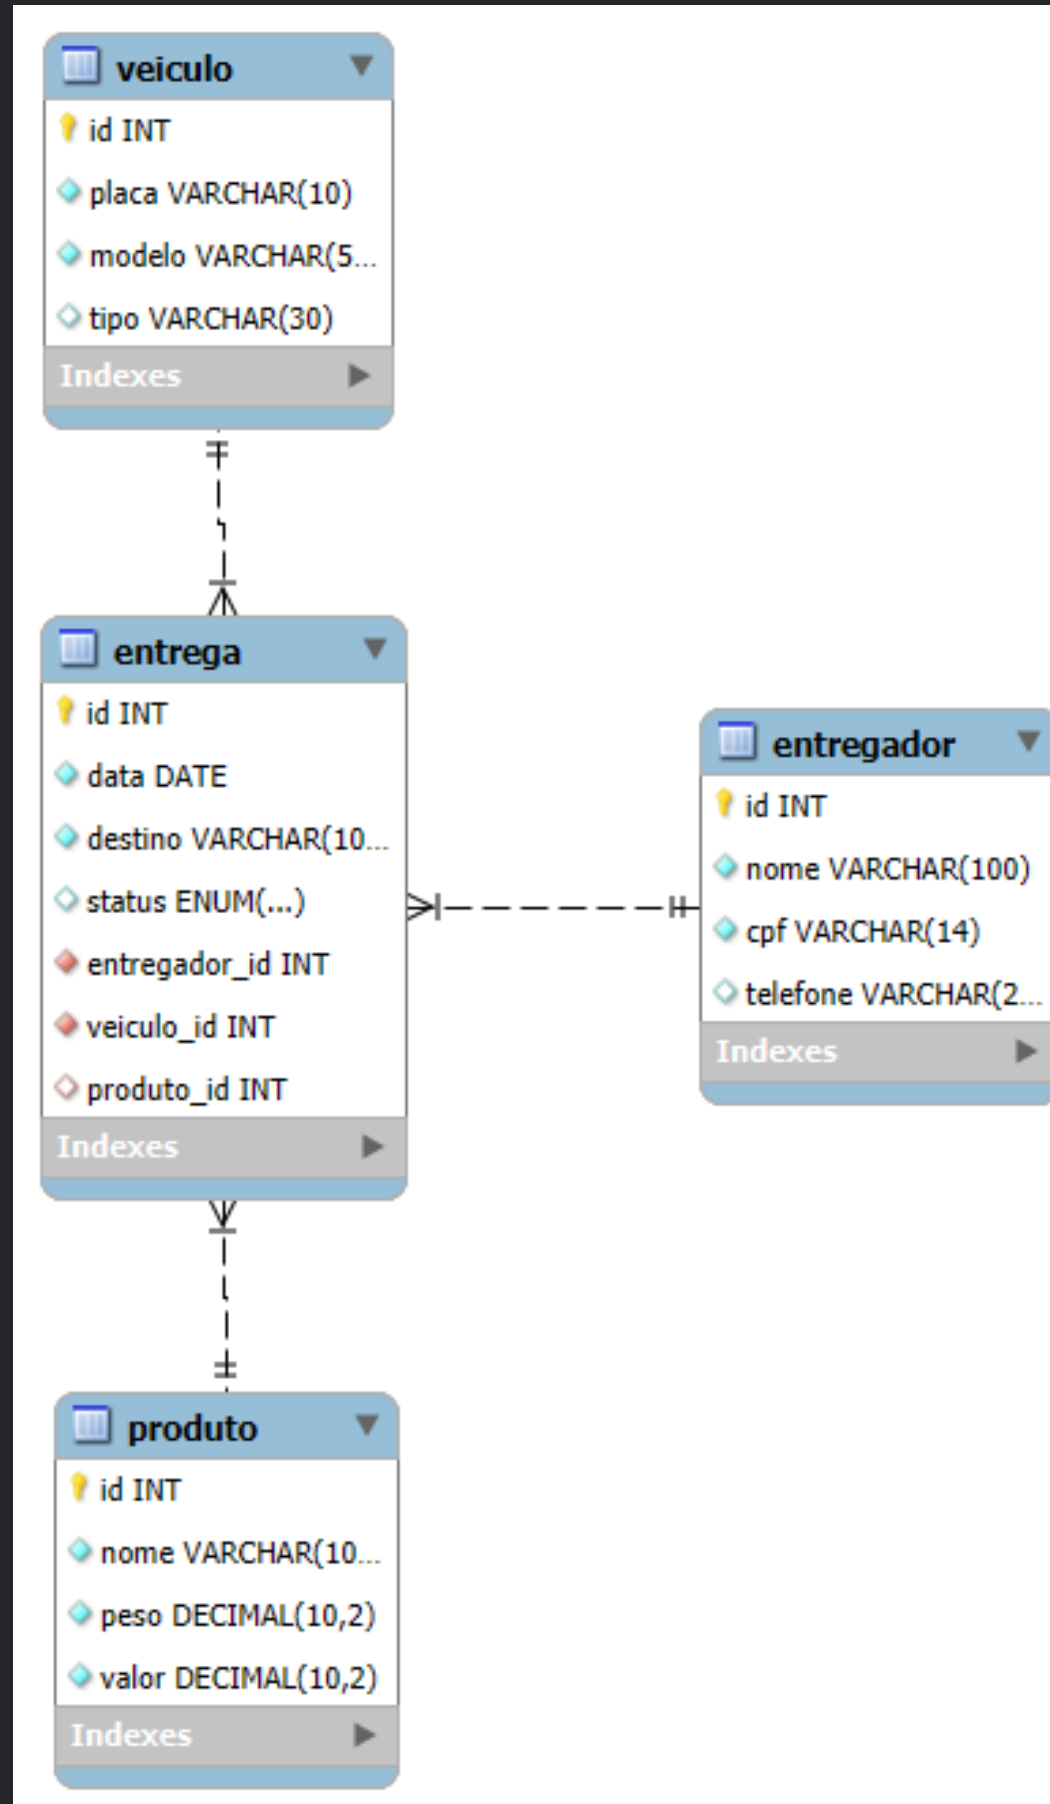 veiculo
id INT
placa VARCHAR(10)
modelo VARCHAR(5...
tipo VARCHAR(30)
Indexes
entrega
id INT
data DATE
destino VARCHAR(10...
status ENUM(...)
entregador_id INT
veiculo_id INT
produto_id INT
Indexes
entregador
id INT
nome VARCHAR(100)
cpf VARCHAR(14)
telefone VARCHAR(2...
Indexes
produto
id INT
nome VARCHAR(10...
peso DECIMAL(10,2)
valor DECIMAL(10,2)
Indexes